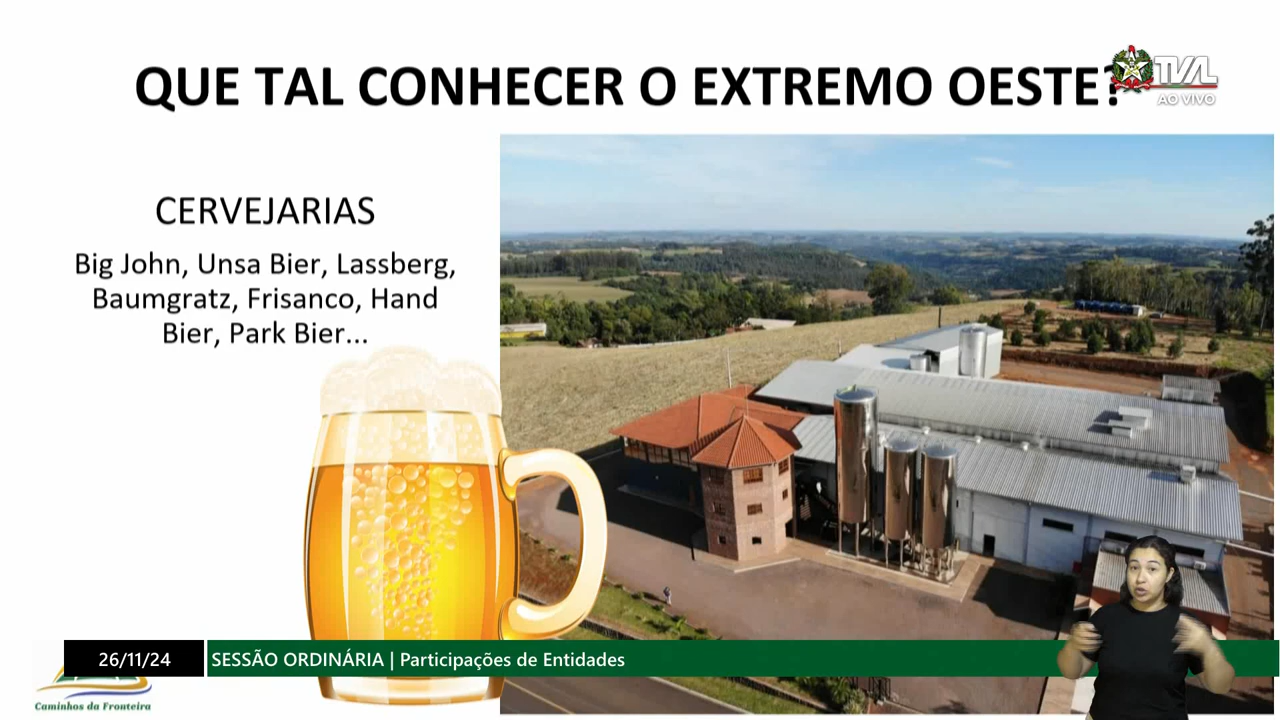 QUE TAL CONHECER O EXTREMO OESTE?
TVAL
AO VIVO
CERVEJARIAS
Big John, Unsa Bier, Lassberg,
Baumgratz, Frisanco, Hand
Bier, Park Bier...
26/11/24
SESSÃO ORDINÁRIA | Participações de Entidades
Caminhos da Fronteira